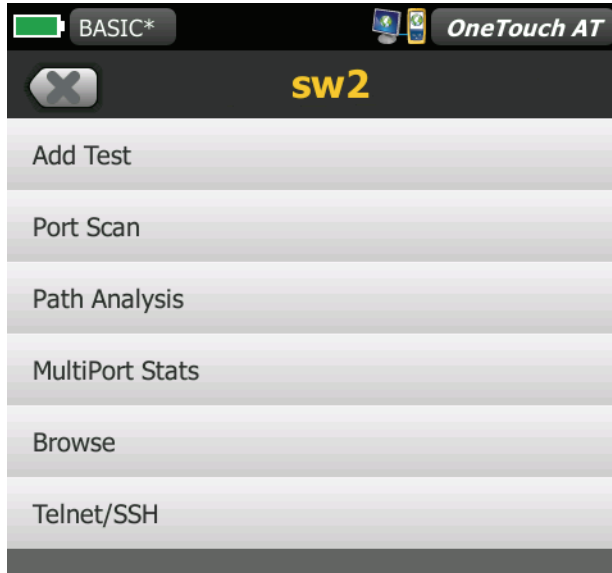 BASIC*
OneTouch AT
sw2
Add Test
Port Scan
Path Analysis
MultiPort Stats
Browse
Telnet/SSH